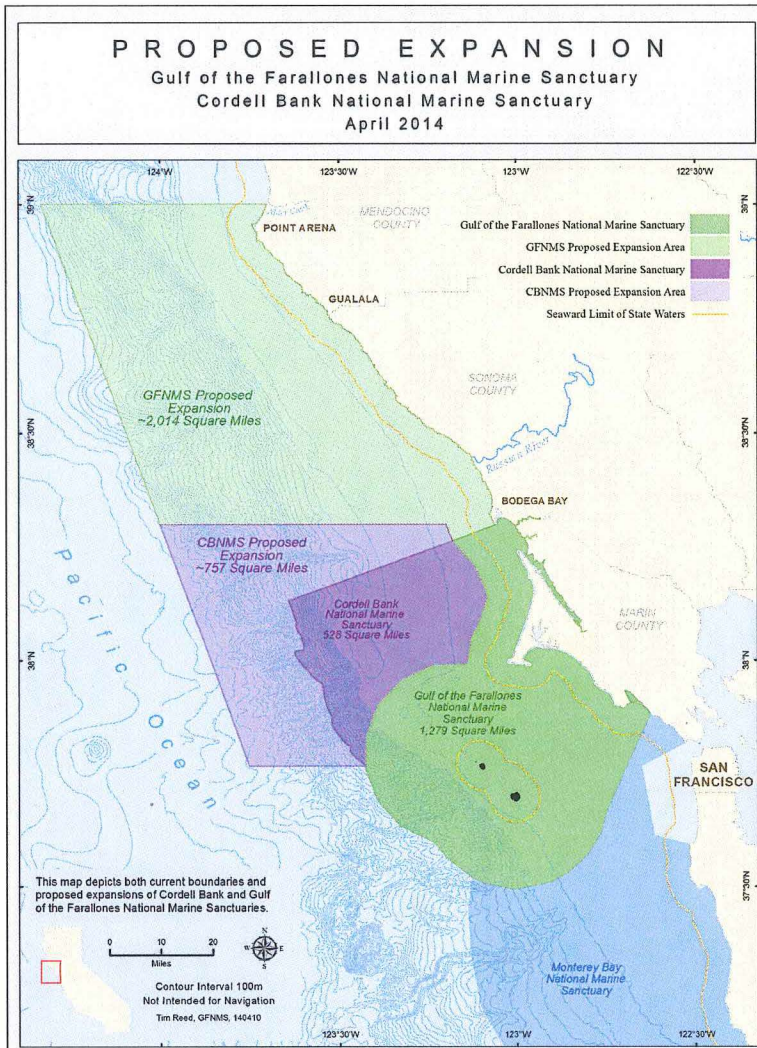 PROPOSED EXPANSION
Gulf of the Farallones National Marine Sanctuary
Cordell Bank National Marine Sanctuary
April 2014
124°W
123°30'W
123°W
122°30'W
39°N
39°N
POINT ARENA
MENDOCINO
COUNTY
Gulf of the Farallones National Marine Sanctuary
GFNMS Proposed Expansion Area
Cordell Bank National Marine Sanctuary
CBNMS Proposed Expansion Area
Seaward Limit of State Waters
GUALALA
SONOMA
COUNTY
GFNMS Proposed
Expansion
~2,014 Square Miles
38°30'N
38°30'N
Russian River
BODEGA BAY
CBNMS Proposed
Expansion
~757 Square Miles
Cordell Bank
National Marine
Sanctuary
528 Square Miles
MARIN
COUNTY
38°N
38°N
Pacific Ocean
Gulf of the Farallones
National Marine
Sanctuary
1,279 Square Miles
SAN
FRANCISCO
This map depicts both current boundaries and
proposed expansions of Cordell Bank and Gulf
of the Farallones National Marine Sanctuaries.
37°30'N
37°30'N
0 10 20
Miles
N
W E
S
Contour Interval 100m
Not Intended for Navigation
Tim Reed, GFNMS, 140410
Monterey Bay
National Marine
Sanctuary
123°30'W
123°W
122°30'W